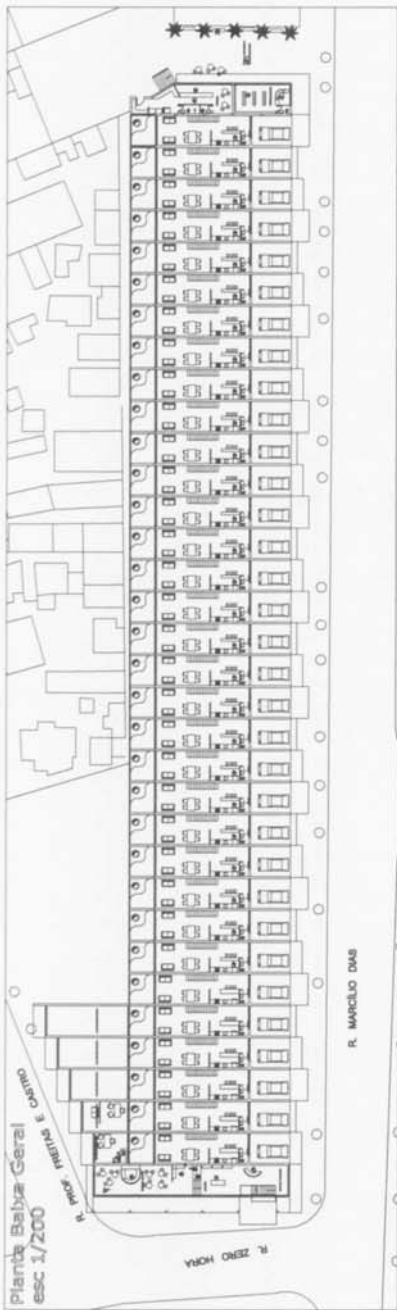 Planta Baixa Geral
esc 1/200
R. PROF. FREITAS E CASTRO
R. ZERO HORA
R. MARCÍLIO DIAS